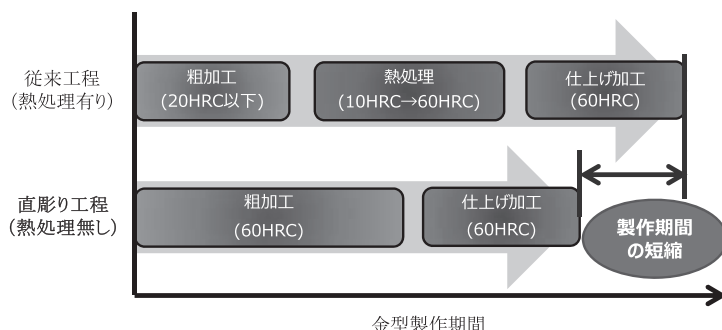 従来工程
(熱処理有り)
粗加工
(20HRC以下)
熱処理
(10HRC→60HRC)
仕上げ加工
(60HRC)
直彫り工程
(熱処理無し)
粗加工
(60HRC)
仕上げ加工
(60HRC)
製作期間
の短縮
金型製作期間